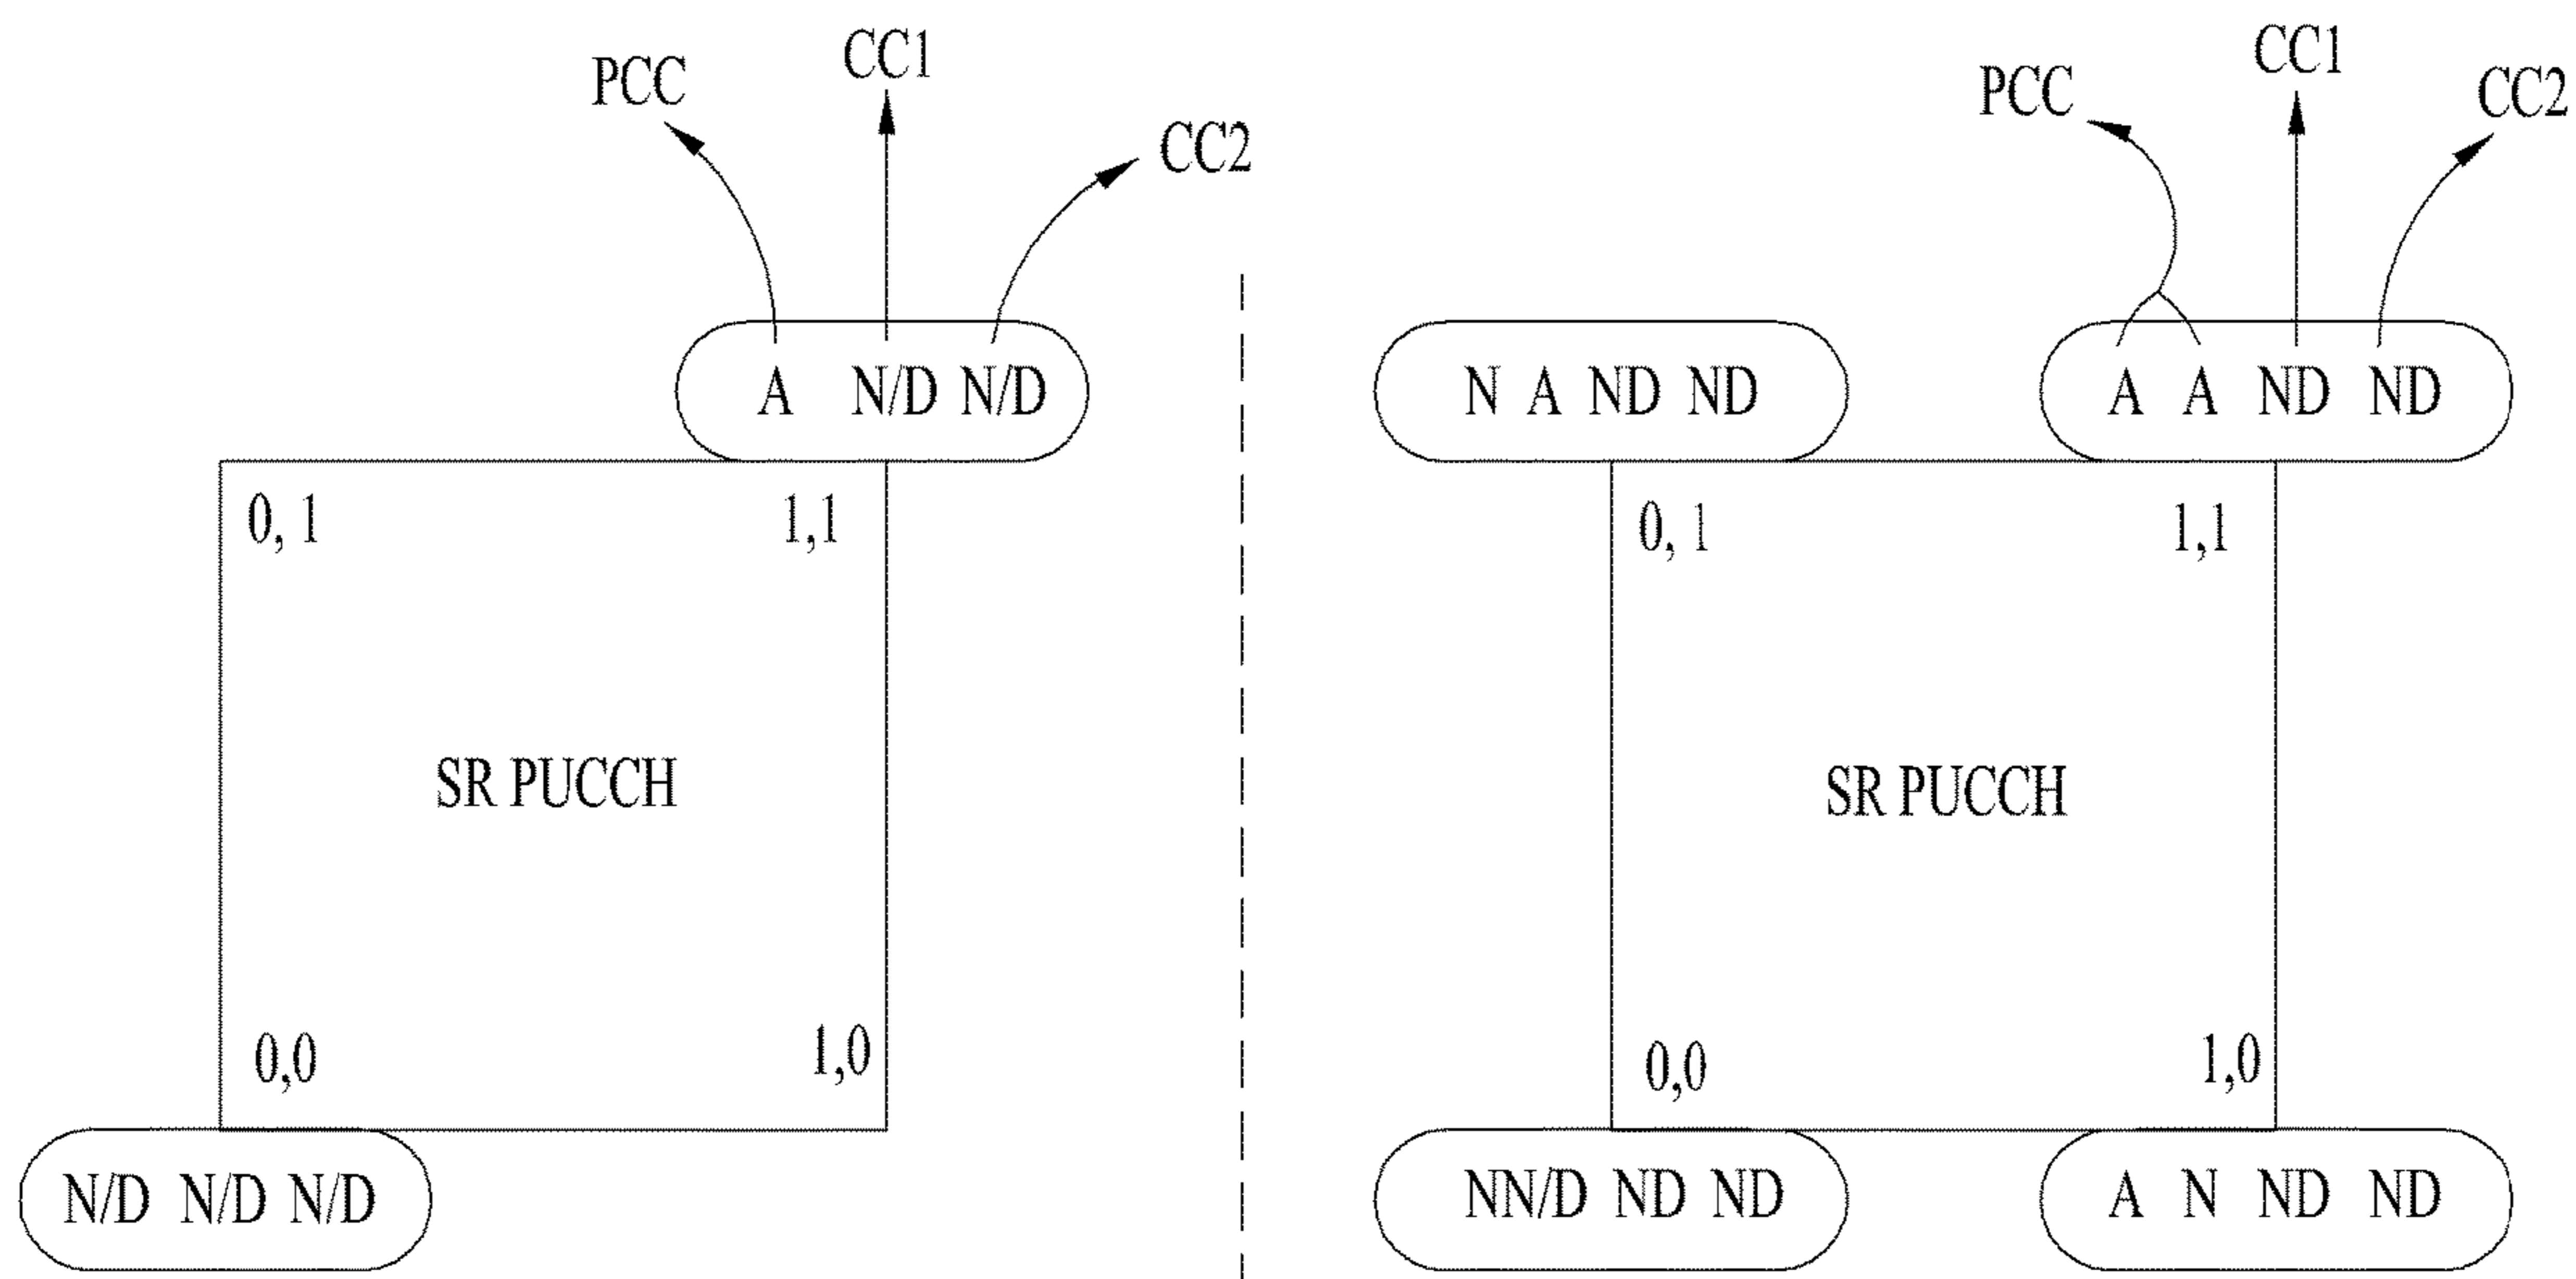 PCC
CC1
CC2
A N/D N/D
0, 1
1,1
SR PUCCH
0,0
1,0
N/D N/D N/D
PCC
CC1
CC2
N A ND ND
A A ND ND
0, 1
1,1
SR PUCCH
0,0
1,0
NN/D ND ND
A N ND ND